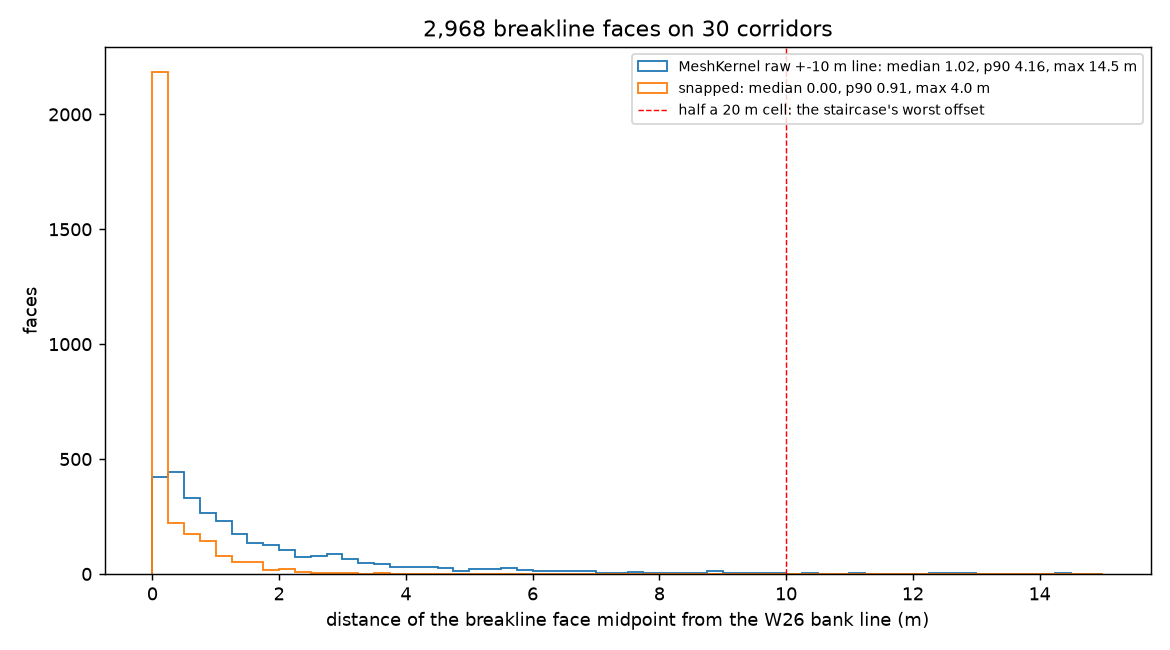 2,968 breakline faces on 30 corridors
MeshKernel raw +-10 m line: median 1.02, p90 4.16, max 14.5 m
snapped: median 0.00, p90 0.91, max 4.0 m
half a 20 m cell: the staircase's worst offset
faces
2000
1500
1000
500
0
0 2 4 6 8 10 12 14
distance of the breakline face midpoint from the W26 bank line (m)